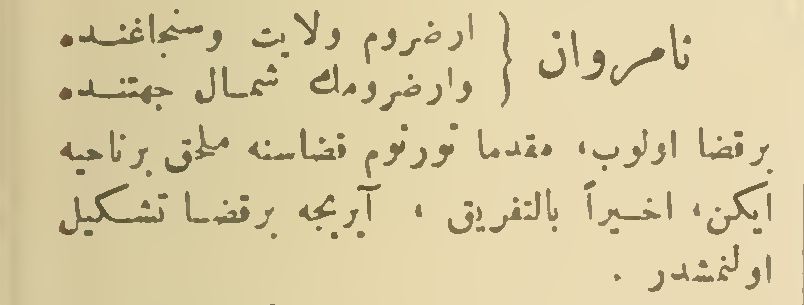 نامروان { ارضروم ولايت وسنجاغنده
وارضرومك شمال جهتنده
برقضا اولوب، مقدما تورتوم قضاسنه ملحق برناحيه
ايكن، اخيراً بالتفريق، آيريجه برقضا تشكيل
اولنمشدر .